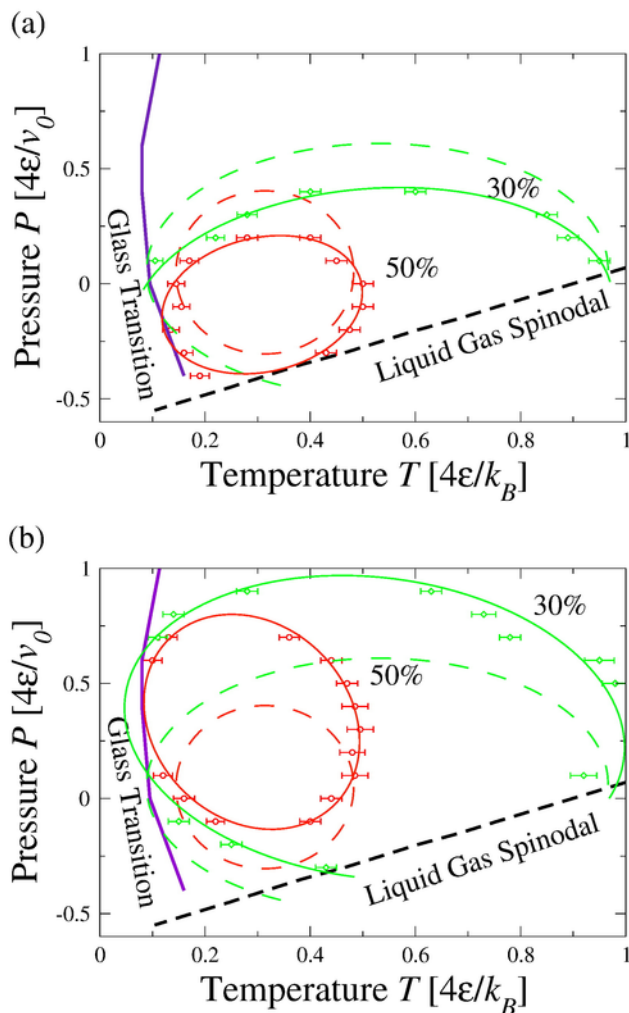 (a)
1
0.5
0
-0.5
Pressure P [4ε/v₀]
Glass Transition
30%
50%
Liquid Gas Spinodal
0
0.2
0.4
0.6
0.8
1
Temperature T [4ε/k_B]
(b)
1
0.5
0
-0.5
Pressure P [4ε/v₀]
Glass Transition
30%
50%
Liquid Gas Spinodal
0
0.2
0.4
0.6
0.8
1
Temperature T [4ε/k_B]